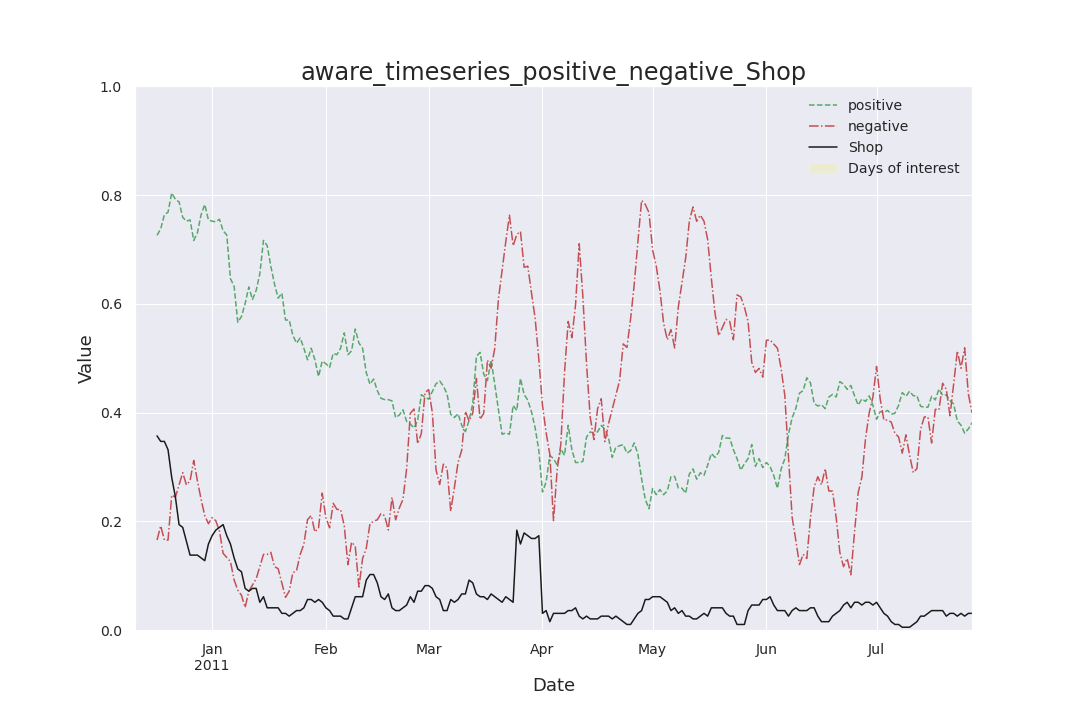 aware_timeseries_positive_negative_Shop
1.0
0.8
0.6
0.4
0.2
0.0
Value
positive
negative
Shop
Days of interest
Jan
2011
Feb
Mar
Apr
May
Jun
Jul
Date